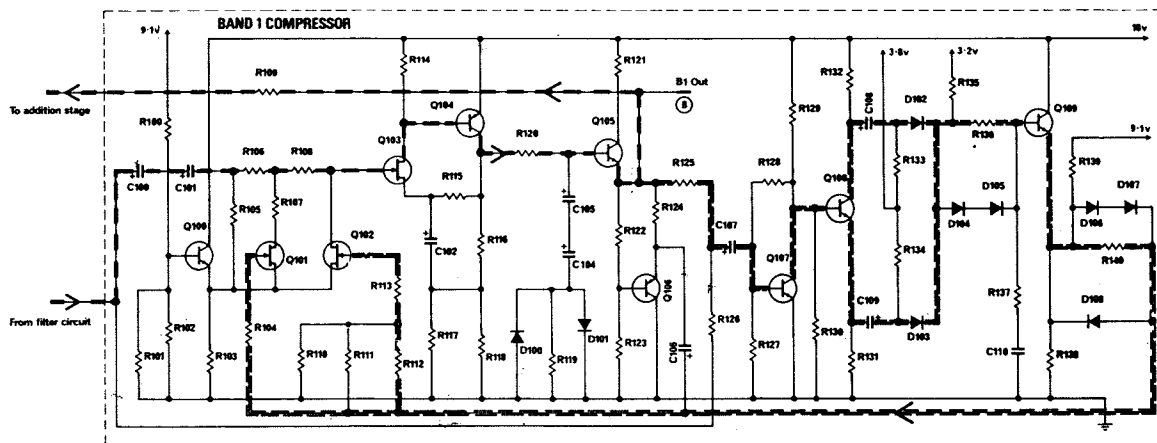 BAND 1 COMPRESSOR
9·1v
18v
3·8v
3·2v
R114
R121
B1 Out
B
R132
C108
D102
R135
R109
To addition stage
Q104
R129
Q109
R100
Q103
R120
Q105
R136
9·1v
R106
R108
R125
R128
R133
R139
C100
C101
R115
R124
Q108
D105
D107
R105
R107
C105
C107
D104
D106
Q100
Q102
C102
R116
R122
R134
R140
Q101
C104
Q106
Q107
C109
R113
R137
D108
From filter circuit
R102
R104
R126
D103
R101
R103
R110
R111
R112
R117
R118
D100
R119
D101
R123
C106
R127
R130
R131
C110
R138